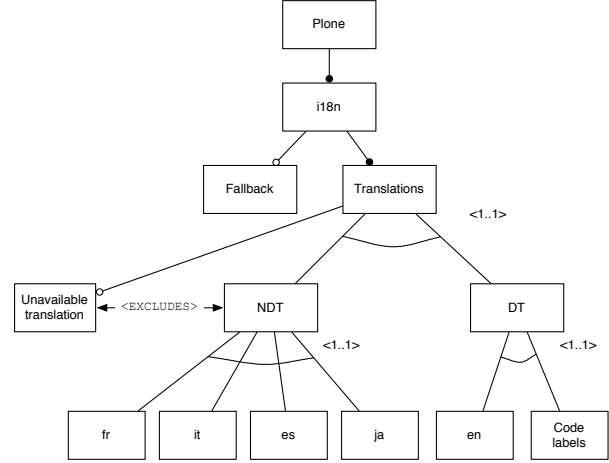 Plone
i18n
Fallback
Translations
<1..1>
Unavailable
translation
<EXCLUDES>
NDT
DT
<1..1>
<1..1>
fr
it
es
ja
en
Code
labels